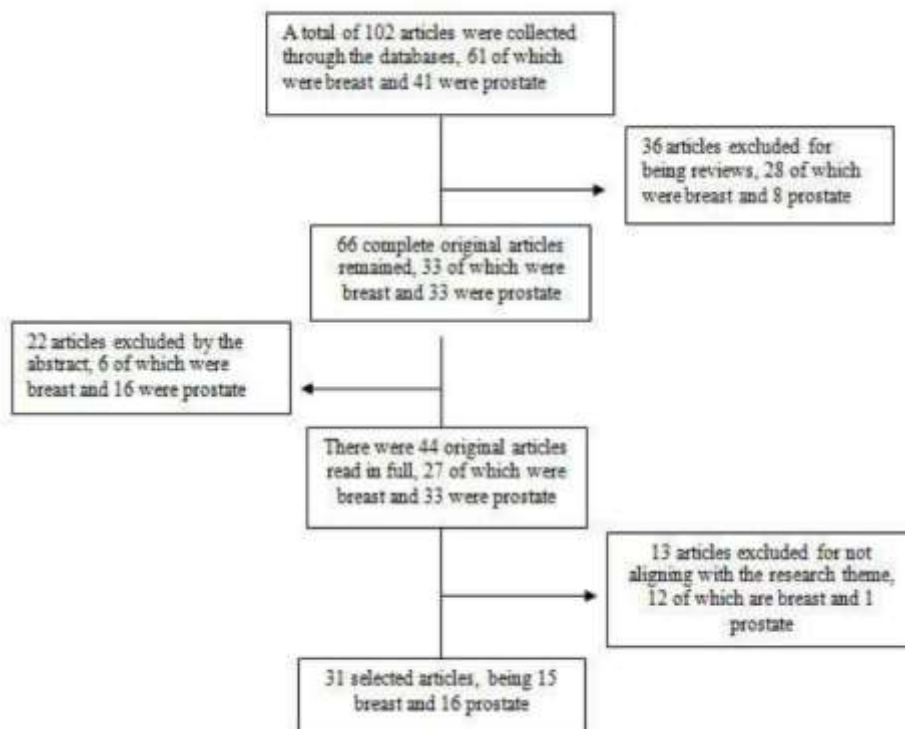 A total of 102 articles were collected
through the databases, 61 of which
were breast and 41 were prostate
36 articles excluded for
being reviews, 28 of which
were breast and 8 prostate
66 complete original articles
remained, 33 of which were
breast and 33 were prostate
22 articles excluded by the
abstract, 6 of which were
breast and 16 were prostate
There were 44 original articles
read in full, 27 of which were
breast and 33 were prostate
13 articles excluded for not
aligning with the research theme,
12 of which are breast and 1
prostate
31 selected articles, being 15
breast and 16 prostate